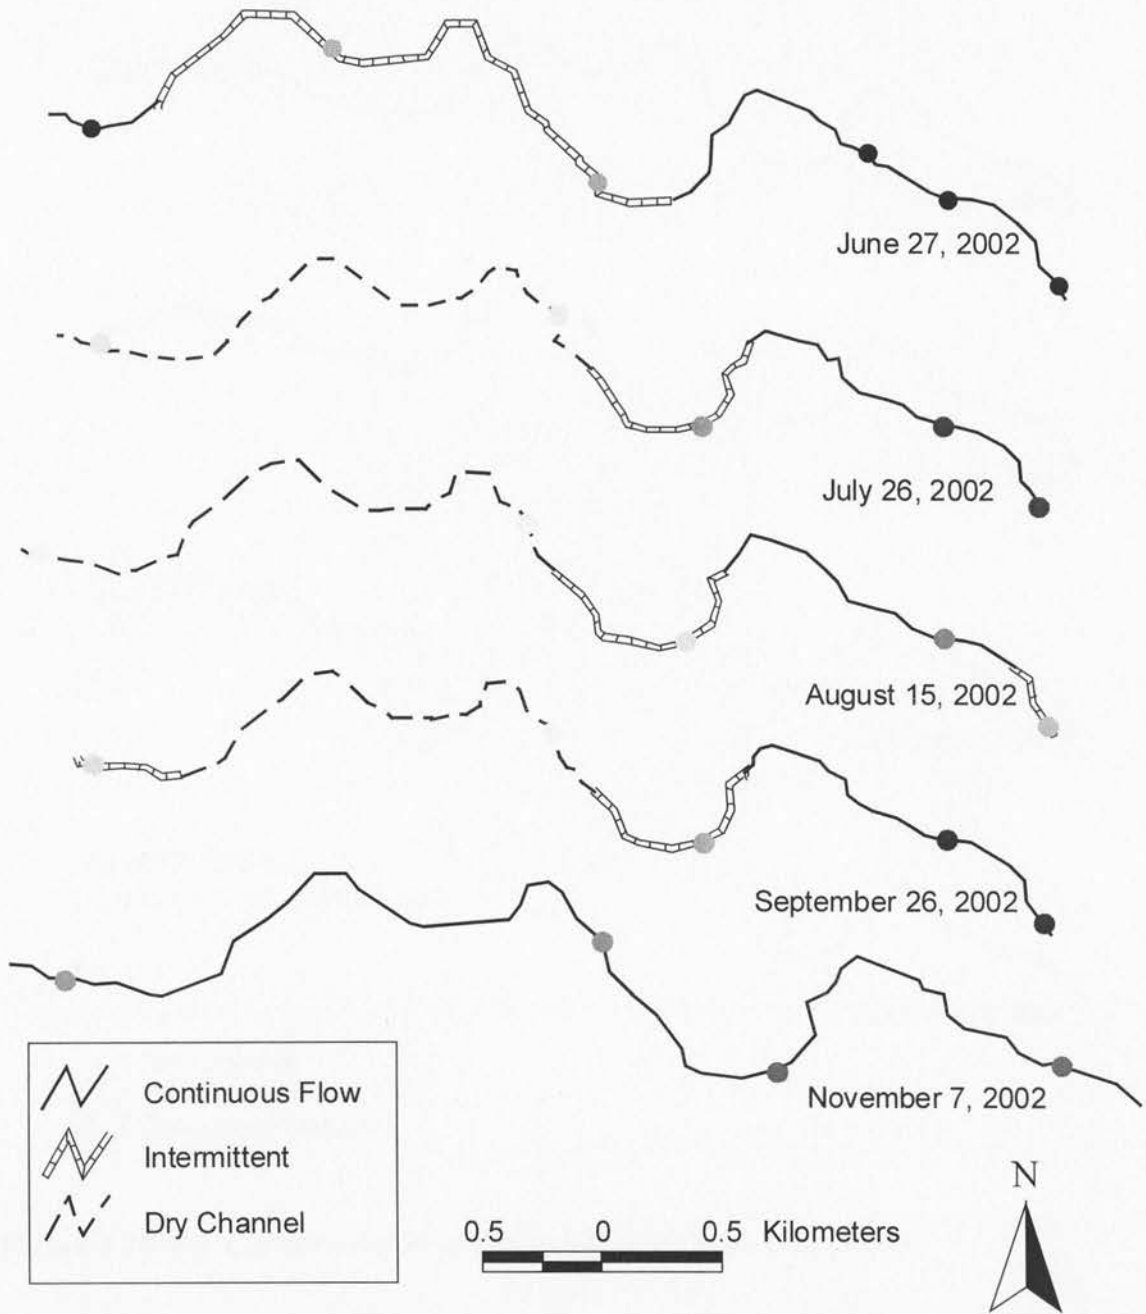 June 27, 2002
July 26, 2002
August 15, 2002
September 26, 2002
November 7, 2002
Continuous Flow
Intermittent
Dry Channel
0.5 0 0.5 Kilometers
N